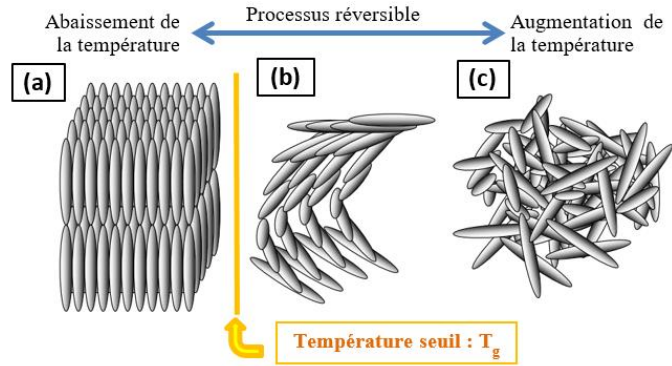 Abaissement de
la température
Processus réversible
Augmentation de
la température
(a)
(b)
(c)
Température seuil : Tg